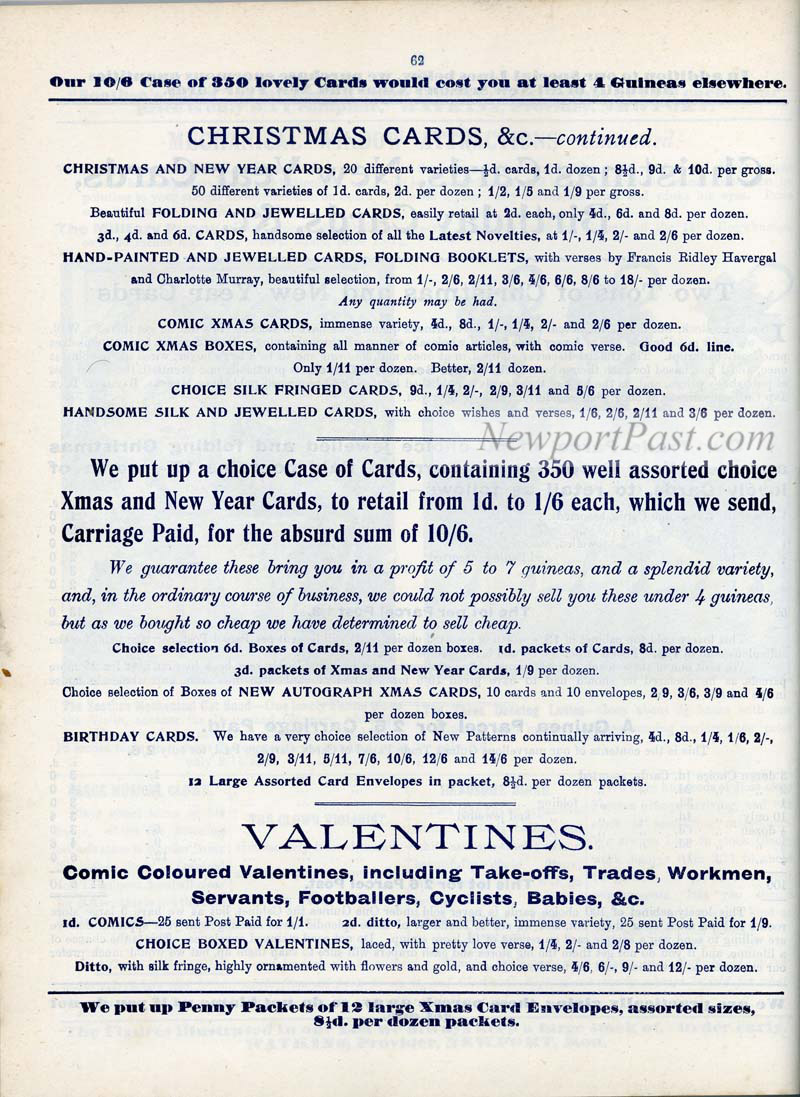 62
Our 10/6 Case of 350 lovely Cards would cost you at least 4 Guineas elsewhere.
CHRISTMAS CARDS, &c.—continued.
CHRISTMAS AND NEW YEAR CARDS, 20 different varieties—½d. cards, 1d. dozen; 8½d., 9d. & 10d. per gross.
50 different varieties of 1d. cards, 2d. per dozen; 1/2, 1/5 and 1/9 per gross.
Beautiful FOLDING AND JEWELLED CARDS, easily retail at 2d. each, only 4d., 6d. and 8d. per dozen.
3d., 4d. and 6d. CARDS, handsome selection of all the Latest Novelties, at 1/-, 1/4, 2/- and 2/6 per dozen.
HAND-PAINTED AND JEWELLED CARDS, FOLDING BOOKLETS, with verses by Francis Ridley Havergal
and Charlotte Murray, beautiful selection, from 1/-, 2/6, 2/11, 3/6, 4/6, 6/6, 8/6 to 18/- per dozen.
Any quantity may be had.
COMIC XMAS CARDS, immense variety, 4d., 8d., 1/-, 1/4, 2/- and 2/6 per dozen.
COMIC XMAS BOXES, containing all manner of comic articles, with comic verse. Good 6d. line.
Only 1/11 per dozen. Better, 2/11 dozen.
CHOICE SILK FRINGED CARDS, 9d., 1/4, 2/-, 2/9, 3/11 and 5/6 per dozen.
HANDSOME SILK AND JEWELLED CARDS, with choice wishes and verses, 1/6, 2/6, 2/11 and 3/6 per dozen.
NewportPast.com
We put up a choice Case of Cards, containing 350 well assorted choice
Xmas and New Year Cards, to retail from 1d. to 1/6 each, which we send,
Carriage Paid, for the absurd sum of 10/6.
We guarantee these bring you in a profit of 5 to 7 guineas, and a splendid variety,
and, in the ordinary course of business, we could not possibly sell you these under 4 guineas,
but as we bought so cheap we have determined to sell cheap.
Choice selection 6d. Boxes of Cards, 2/11 per dozen boxes. 1d. packets of Cards, 8d. per dozen.
3d. packets of Xmas and New Year Cards, 1/9 per dozen.
Choice selection of Boxes of NEW AUTOGRAPH XMAS CARDS, 10 cards and 10 envelopes, 2/9, 3/6, 3/9 and 4/6
per dozen boxes.
BIRTHDAY CARDS. We have a very choice selection of New Patterns continually arriving, 4d., 8d., 1/4, 1/6, 2/-,
2/9, 3/11, 5/11, 7/6, 10/6, 12/6 and 14/6 per dozen.
12 Large Assorted Card Envelopes in packet, 8½d. per dozen packets.
VALENTINES.
Comic Coloured Valentines, including Take-offs, Trades, Workmen,
Servants, Footballers, Cyclists, Babies, &c.
1d. COMICS—25 sent Post Paid for 1/1. 2d. ditto, larger and better, immense variety, 25 sent Post Paid for 1/9.
CHOICE BOXED VALENTINES, laced, with pretty love verse, 1/4, 2/- and 2/8 per dozen.
Ditto, with silk fringe, highly ornamented with flowers and gold, and choice verse, 4/6, 6/-, 9/- and 12/- per dozen.
We put up Penny Packets of 12 large Xmas Card Envelopes, assorted sizes,
8½d. per dozen packets.